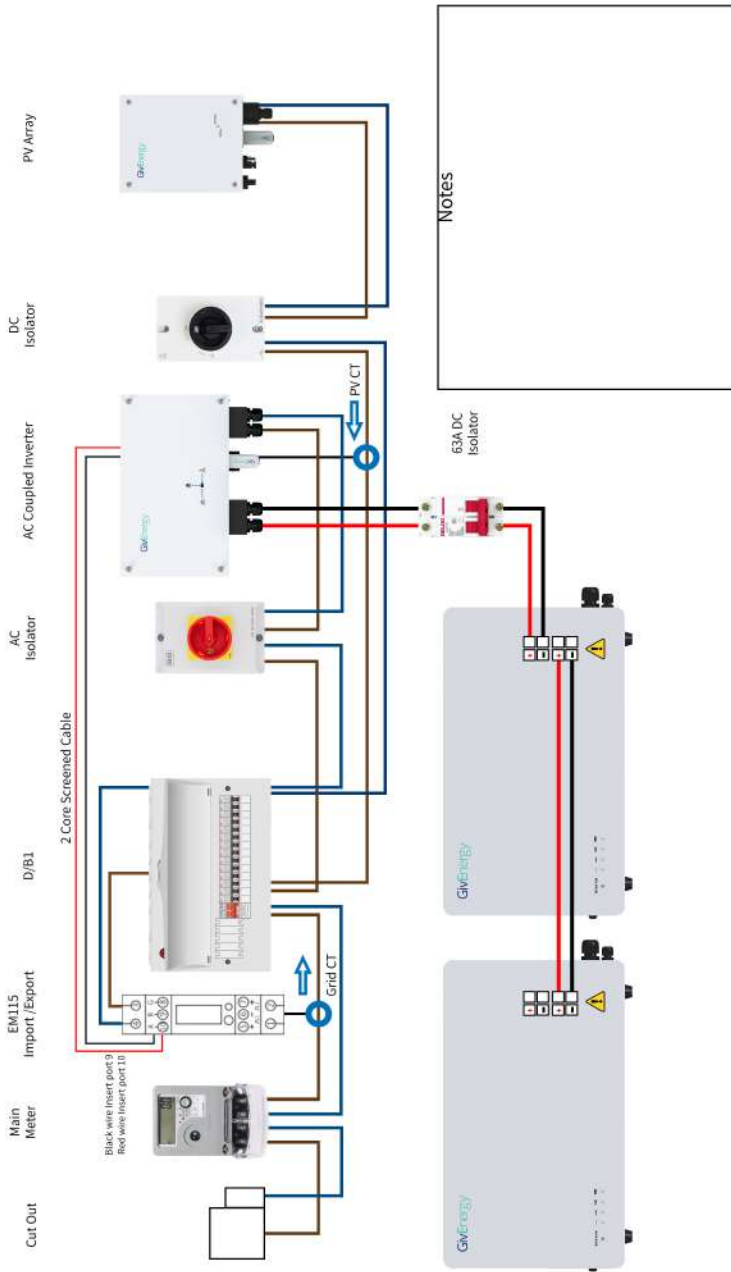 Cut Out
Main
Meter
EM115
Import /Export
D/B1
AC
Isolator
AC Coupled Inverter
DC
Isolator
PV Array
2 Core Screened Cable
Black wire Insert port 9
Red wire Insert port 10
GivEnergy
GivEnergy
Grid CT
PV CT
63A DC
Isolator
Notes
GivEnergy
GivEnergy